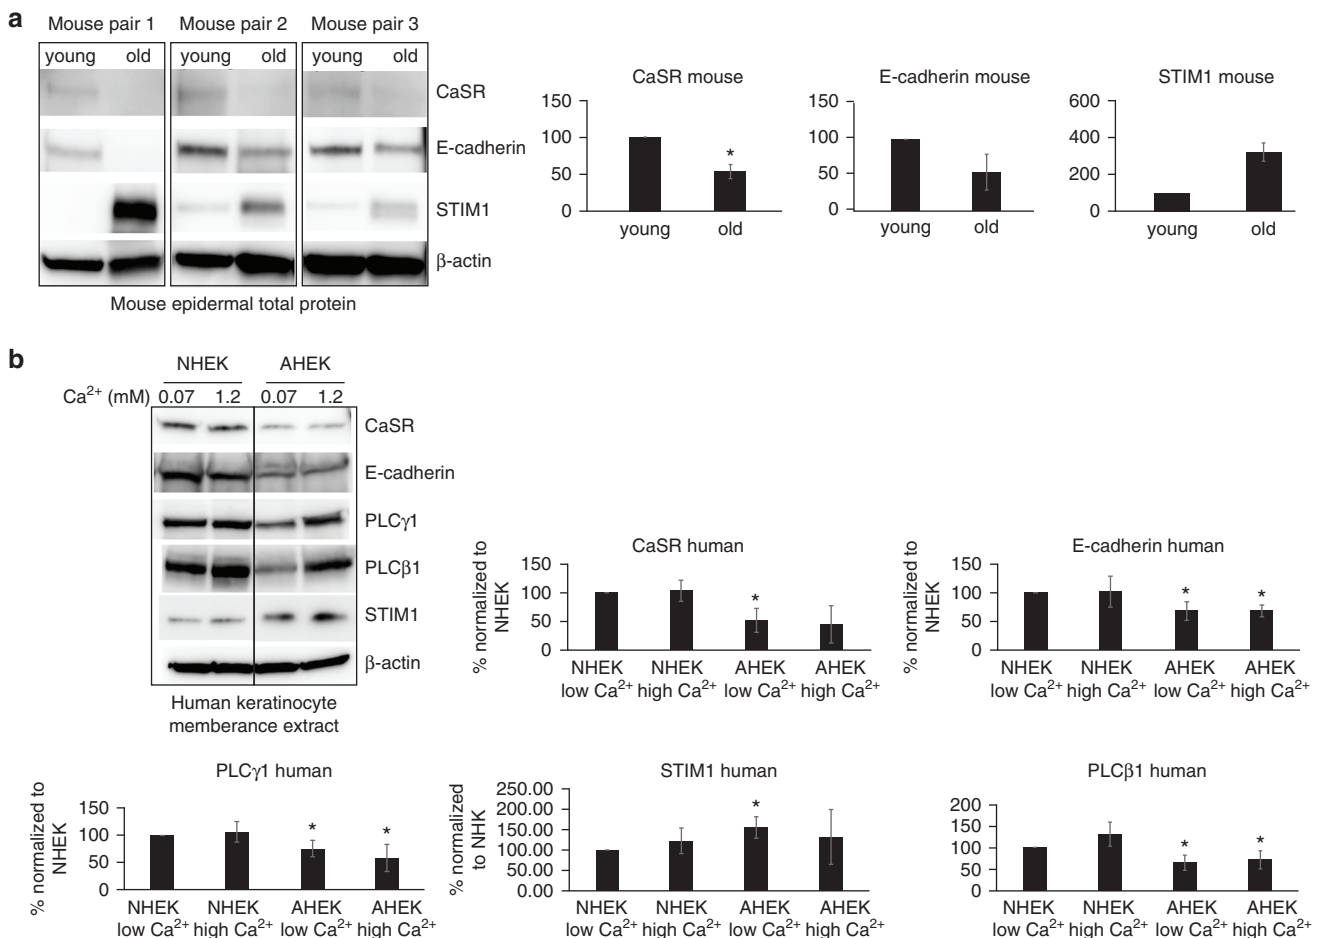 a
Mouse pair 1 Mouse pair 2 Mouse pair 3
young old young old young old
CaSR
E-cadherin
STIM1
β-actin
Mouse epidermal total protein
CaSR mouse
150
100
50
0
*
young old
E-cadherin mouse
150
100
50
0
young old
STIM1 mouse
600
400
200
0
young old
b
NHEK AHEK
Ca²⁺ (mM) 0.07 1.2 0.07 1.2
CaSR
E-cadherin
PLCγ1
PLCβ1
STIM1
β-actin
Human keratinocyte
memberance extract
CaSR human
% normalized to
NHEK
150
100
50
0
*
NHEK NHEK AHEK AHEK
low Ca²⁺ high Ca²⁺ low Ca²⁺ high Ca²⁺
E-cadherin human
% normalized to
NHEK
150
100
50
0
* *
NHEK NHEK AHEK AHEK
low Ca²⁺ high Ca²⁺ low Ca²⁺ high Ca²⁺
PLCγ1 human
% normalized to
NHEK
150
100
50
0
* *
NHEK NHEK AHEK AHEK
low Ca²⁺ high Ca²⁺ low Ca²⁺ high Ca²⁺
STIM1 human
% normalized
to NHK
250.00
200.00
150.00
100.00
50.00
0.00
*
NHEK NHEK AHEK AHEK
low Ca²⁺ high Ca²⁺ low Ca²⁺ high Ca²⁺
PLCβ1 human
200
150
100
50
0
* *
NHEK NHEK AHEK AHEK
low Ca²⁺ high Ca²⁺ low Ca²⁺ high Ca²⁺